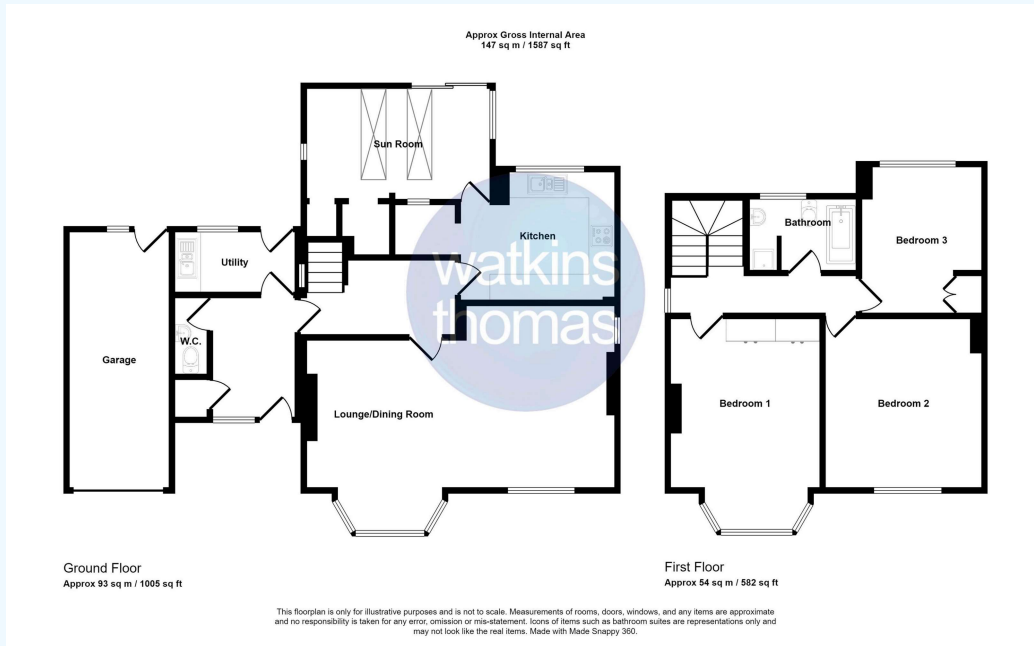 Approx Gross Internal Area
147 sq m / 1587 sq ft
Sun Room
Kitchen
Utility
W.C.
Garage
Lounge/Dining Room
watkins
thomas
Bathroom
Bedroom 3
Bedroom 1
Bedroom 2
Ground Floor
Approx 93 sq m / 1005 sq ft
First Floor
Approx 54 sq m / 582 sq ft
This floorplan is only for illustrative purposes and is not to scale. Measurements of rooms, doors, windows, and any items are approximate
and no responsibility is taken for any error, omission or mis-statement. Icons of items such as bathroom suites are representations only and
may not look like the real items. Made with Made Snappy 360.